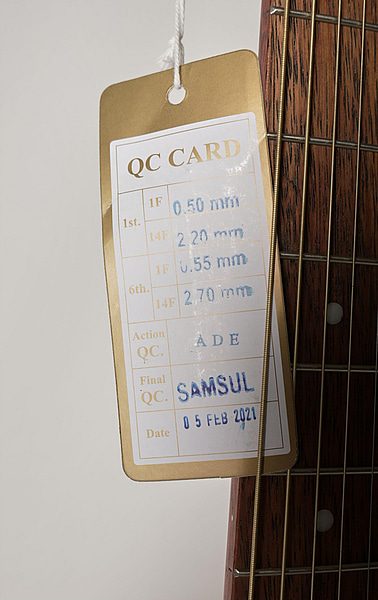 QC CARD
1st. 1F 0.50 mm
14F 2.20 mm
6th. 1F 0.55 mm
14F 2.70 mm
Action QC. ADE
Final QC. SAMSUL
Date 05 FEB 2021